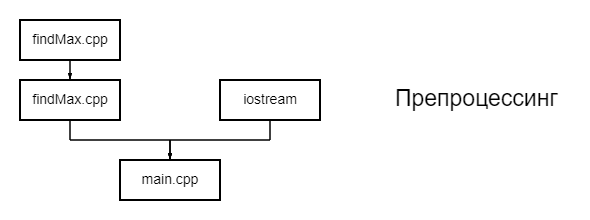 findMax.cpp
findMax.cpp
iostream
Препроцессинг
main.cpp